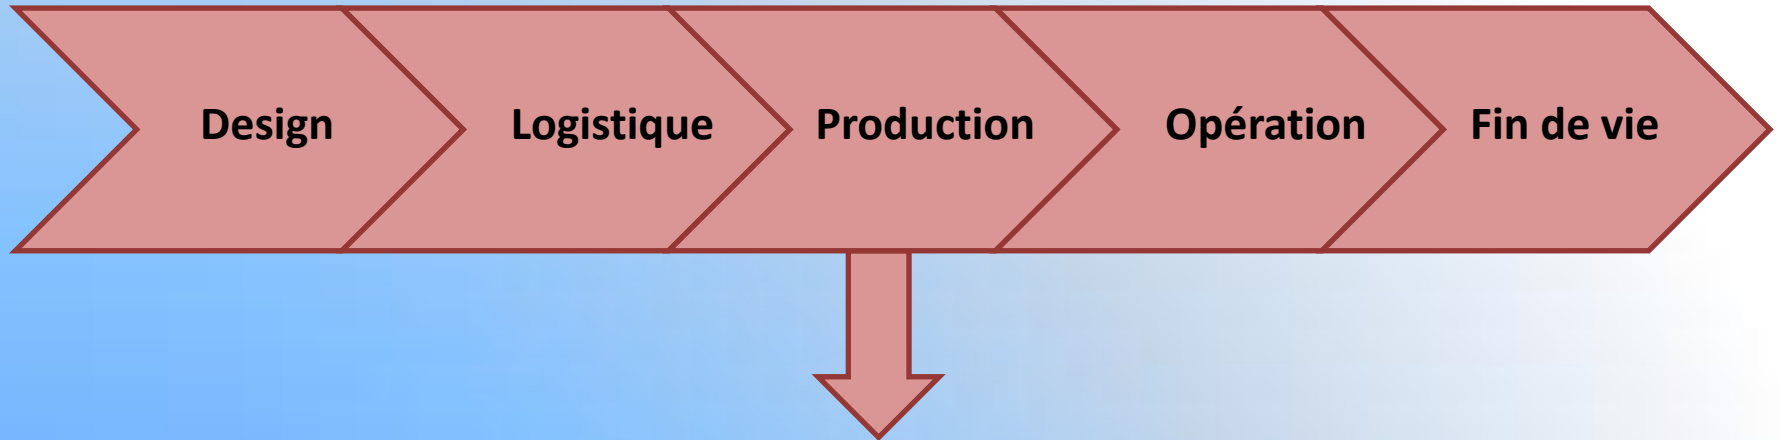 Design
Logistique
Production
Opération
Fin de vie